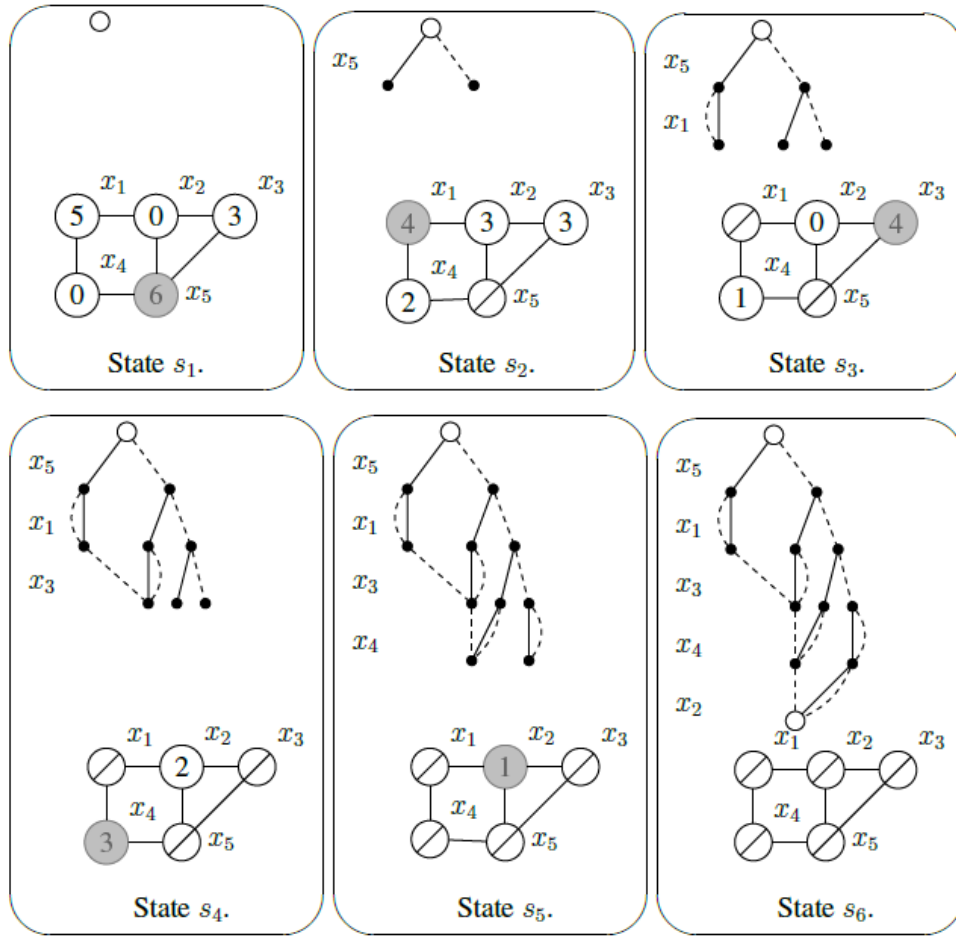 x₁ x₂ x₃
5 0 3
x₄
0 6 x₅
State s₁.
x₅
x₁ x₂ x₃
4 3 3
x₄
2 x₅
State s₂.
x₅
x₁
x₁ x₂ x₃
0 4
x₄
1 x₅
State s₃.
x₅
x₁
x₃
x₁ x₂ x₃
2
x₄
3 x₅
State s₄.
x₅
x₁
x₃
x₄
x₁ x₂ x₃
1
x₄
x₅
State s₅.
x₅
x₁
x₃
x₄
x₂
x₁ x₂ x₃
x₄
x₅
State s₆.